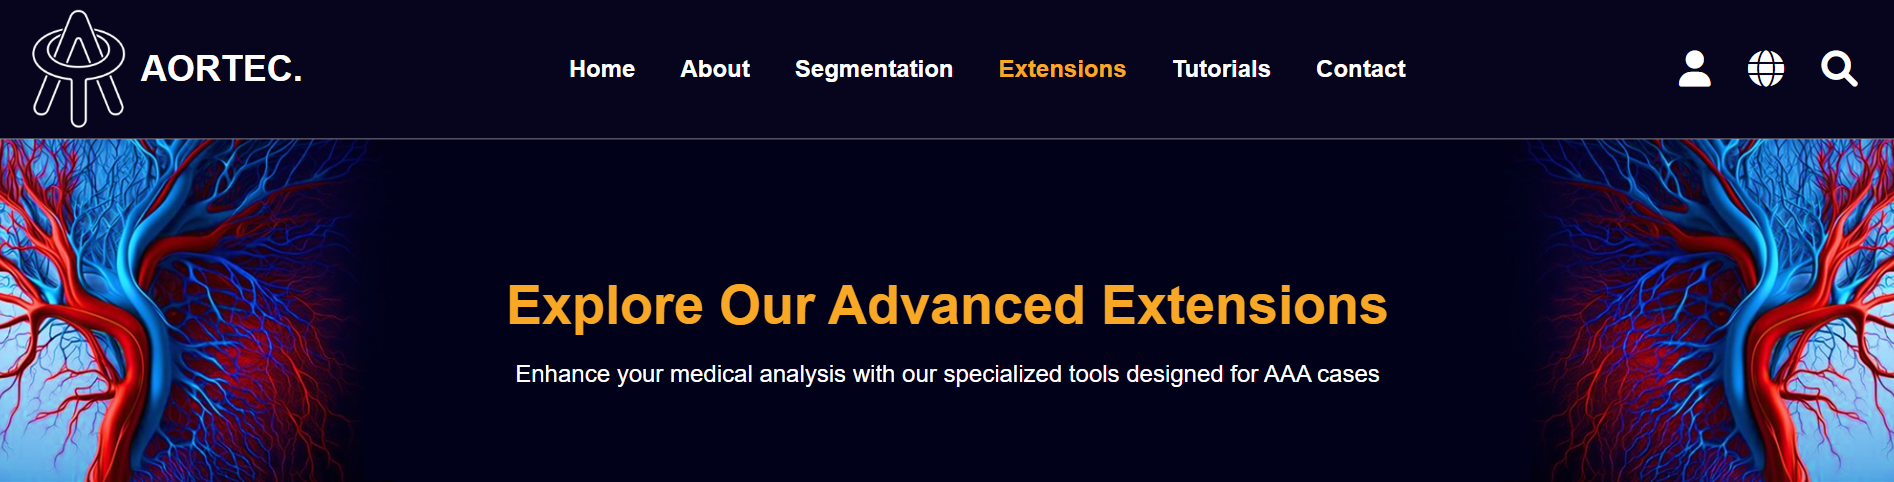 AORTEC.
Home About Segmentation Extensions Tutorials Contact
Explore Our Advanced Extensions
Enhance your medical analysis with our specialized tools designed for AAA cases